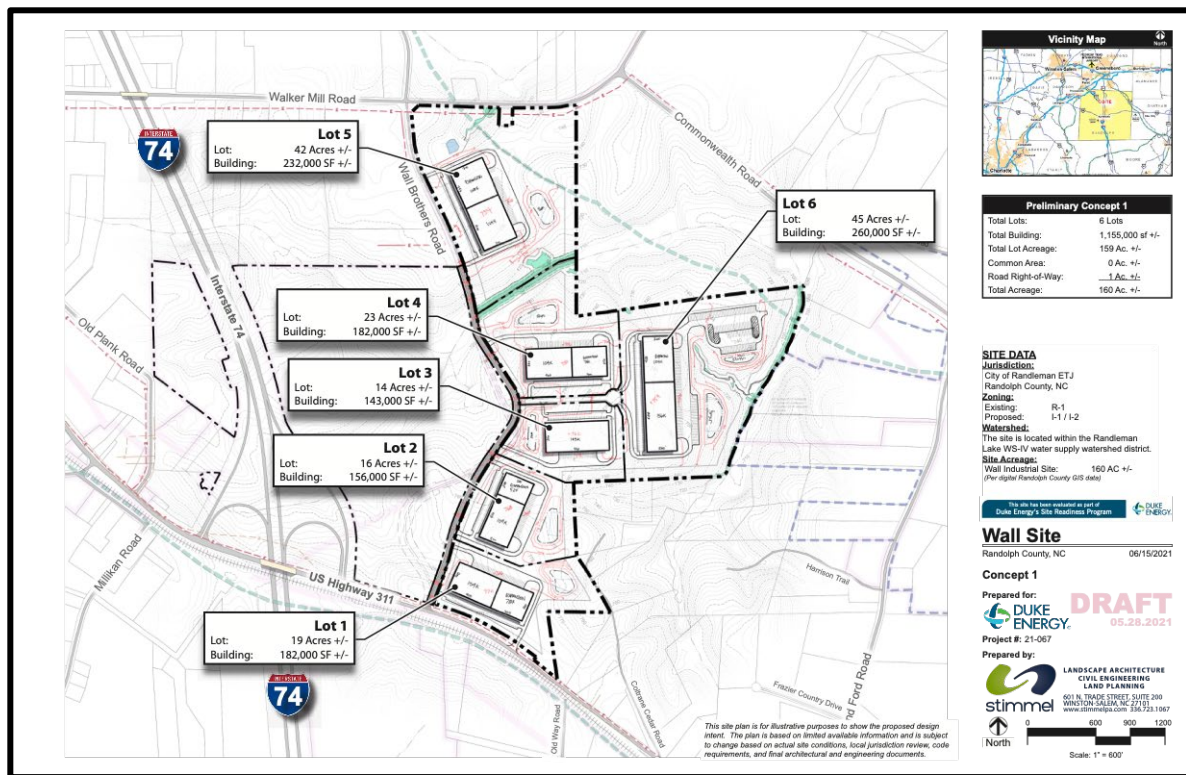 Walker Mill Road
Commonwealth Road
INTERSTATE
74
Lot 5
Lot: 42 Acres +/-
Building: 232,000 SF +/-
Wall Brothers Road
Lot 6
Lot: 45 Acres +/-
Building: 260,000 SF +/-
Interstate 74
Old Plank Road
Lot 4
Lot: 23 Acres +/-
Building: 182,000 SF +/-
Lot 3
Lot: 14 Acres +/-
Building: 143,000 SF +/-
Lot 2
Lot: 16 Acres +/-
Building: 156,000 SF +/-
Millikan Road
US Highway 311
Harrison Trail
Lot 1
Lot: 19 Acres +/-
Building: 182,000 SF +/-
INTERSTATE
74
Old Way Road
Coltrane Cedar Road
Frazier Country Drive
nd Ford Road
This site plan is for illustrative purposes to show the proposed design
intent. The plan is based on limited available information and is subject
to change based on actual site conditions, local jurisdiction review, code
requirements, and final architectural and engineering documents.
Vicinity Map
North
Winston-Salem
Greensboro
Charlotte
Preliminary Concept 1
Total Lots: 6 Lots
Total Building: 1,155,000 sf +/-
Total Lot Acreage: 159 Ac. +/-
Common Area: 0 Ac. +/-
Road Right-of-Way: 1 Ac. +/-
Total Acreage: 160 Ac. +/-
SITE DATA
Jurisdiction:
City of Randleman ETJ
Randolph County, NC
Zoning:
Existing: R-1
Proposed: I-1 / I-2
Watershed:
The site is located within the Randleman
Lake WS-IV water supply watershed district.
Site Acreage:
Wall Industrial Site: 160 AC +/-
(Per digital Randolph County GIS data)
This site has been evaluated as part of
Duke Energy's Site Readiness Program
DUKE
ENERGY.
Wall Site
Randolph County, NC 06/15/2021
Concept 1
Prepared for:
DUKE
ENERGY.
DRAFT
05.28.2021
Project #: 21-067
Prepared by:
stimmel
LANDSCAPE ARCHITECTURE
CIVIL ENGINEERING
LAND PLANNING
601 N. TRADE STREET, SUITE 200
WINSTON-SALEM, NC 27101
www.stimmelpa.com 336.723.1067
North
0 600 900 1200
Scale: 1" = 600'